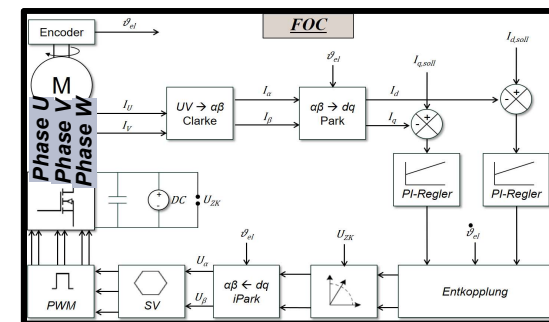 FOC
Encoder
ϑel
M
Phase U
Phase V
Phase W
IU
IV
UV → αβ
Clarke
Iα
Iβ
ϑel
αβ → dq
Park
Id
Iq
Iq,soll
Id,soll
+
-
+
-
PI-Regler
PI-Regler
DC
UZK
PWM
SV
Uα
Uβ
ϑel
αβ ← dq
iPark
UZK
ϑ̇el
Entkopplung